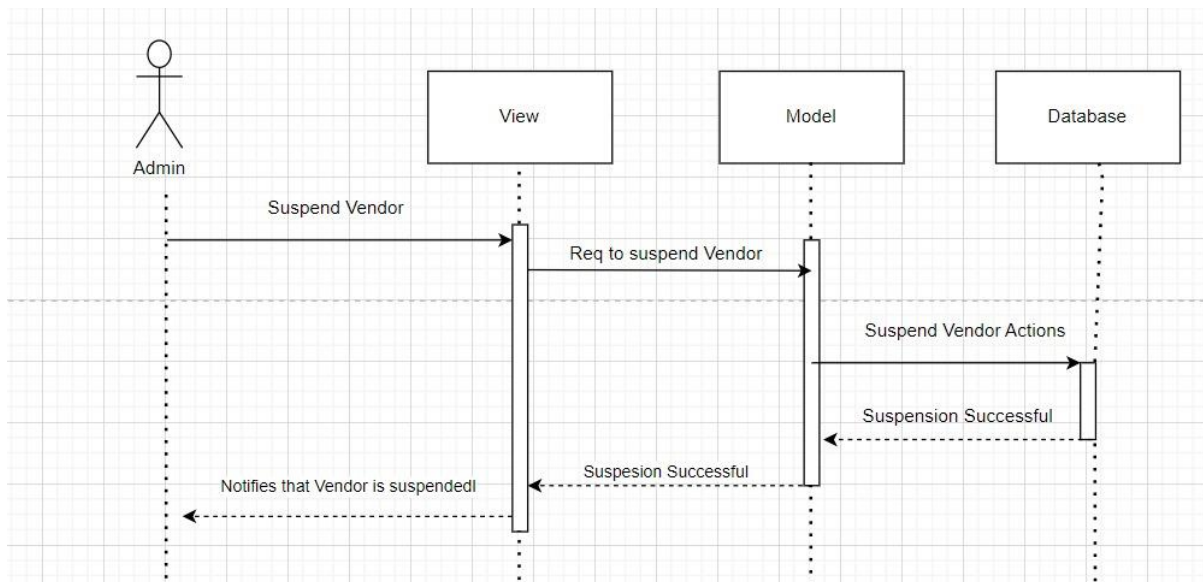 View
Model
Database
Admin
Suspend Vendor
Req to suspend Vendor
Suspend Vendor Actions
Suspension Successful
Suspesion Successful
Notifies that Vendor is suspendedl